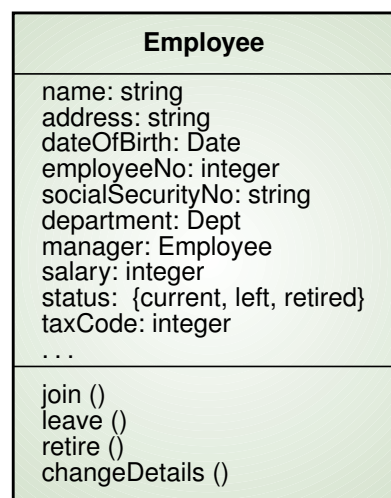 Employee
name: string
address: string
dateOfBirth: Date
employeeNo: integer
socialSecurityNo: string
department: Dept
manager: Employee
salary: integer
status: {current, left, retired}
taxCode: integer
. . .
join ()
leave ()
retire ()
changeDetails ()